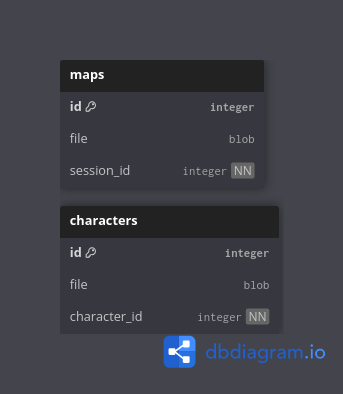 maps
id integer
file blob
session_id integer NN
characters
id integer
file blob
character_id integer NN
dbdiagram.io